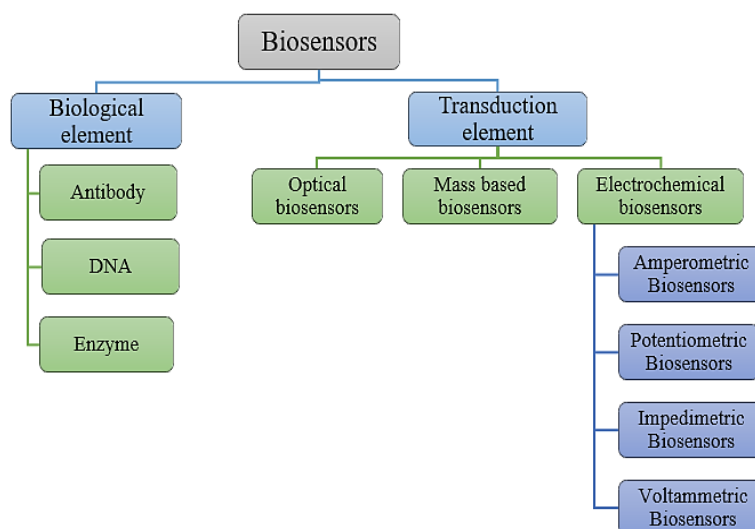 Biosensors
Biological
element
Transduction
element
Antibody
DNA
Enzyme
Optical
biosensors
Mass based
biosensors
Electrochemical
biosensors
Amperometric
Biosensors
Potentiometric
Biosensors
Impedimetric
Biosensors
Voltammetric
Biosensors